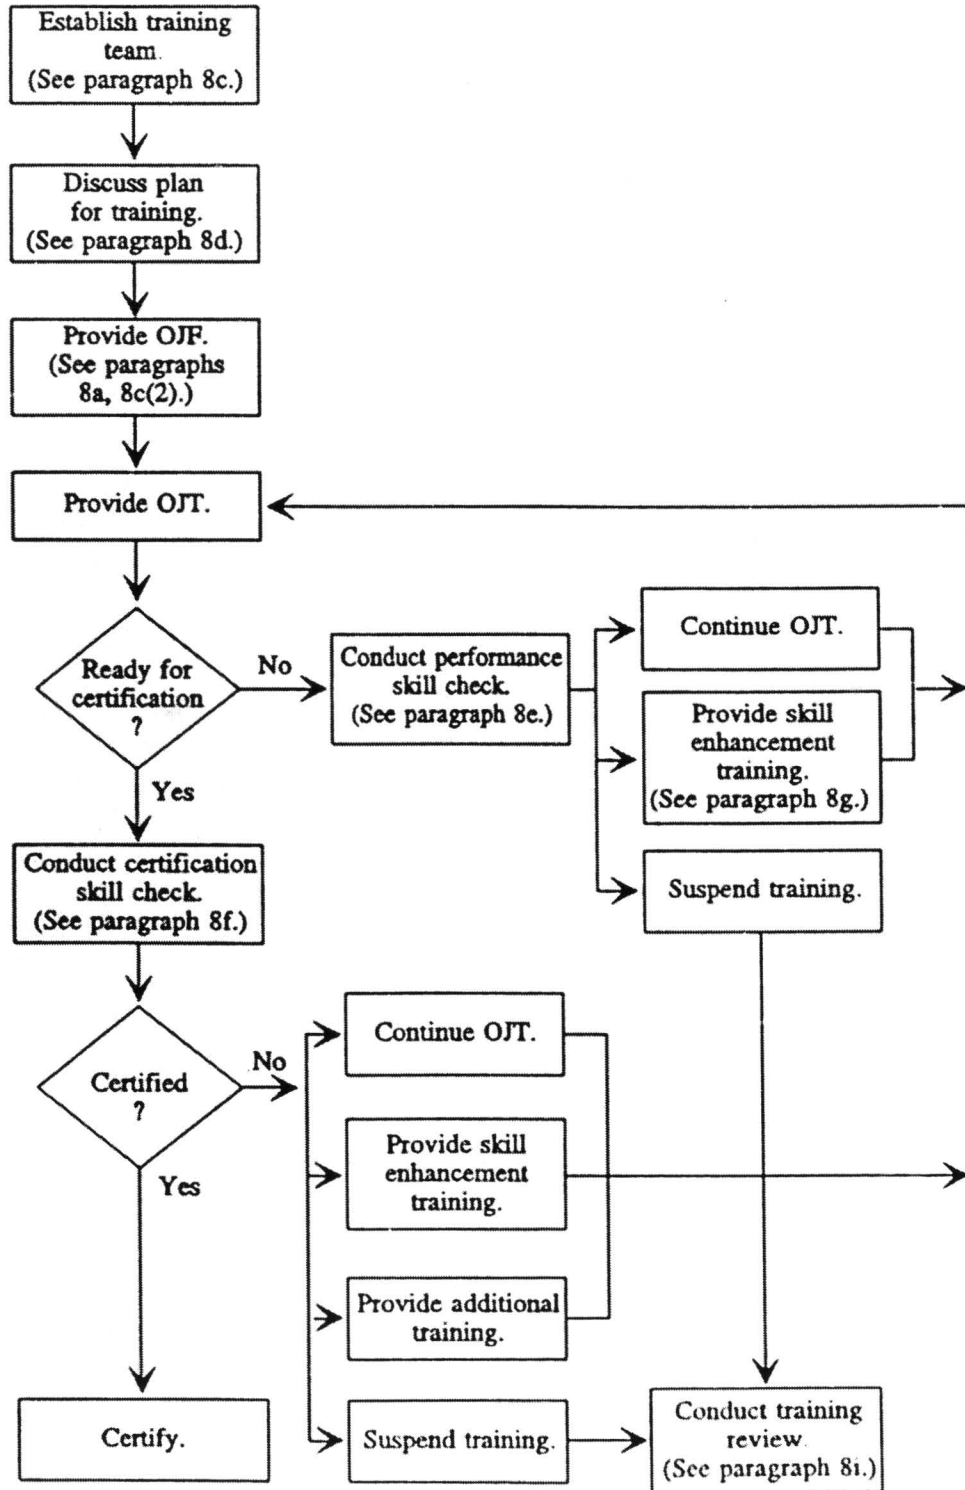 Establish training
team.
(See paragraph 8c.)
Discuss plan
for training.
(See paragraph 8d.)
Provide OJF.
(See paragraphs
8a, 8c(2).)
Provide OJT.
Ready for
certification
?
No
Yes
Conduct performance
skill check.
(See paragraph 8e.)
Continue OJT.
Provide skill
enhancement
training.
(See paragraph 8g.)
Suspend training.
Conduct certification
skill check.
(See paragraph 8f.)
Certified
?
No
Yes
Continue OJT.
Provide skill
enhancement
training.
Provide additional
training.
Suspend training.
Certify.
Conduct training
review.
(See paragraph 8i.)